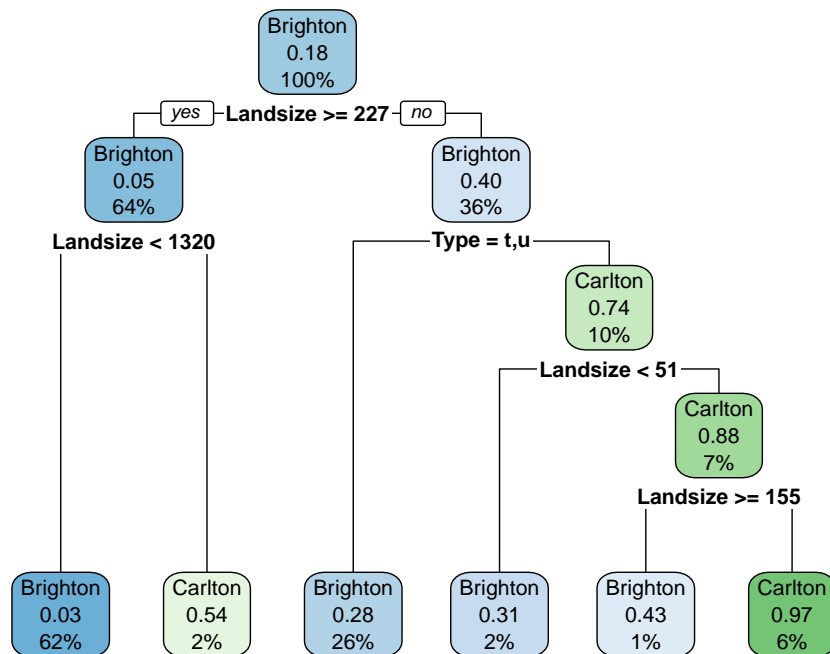 Brighton
0.18
100%
yes
Landsize >= 227
no
Brighton
0.05
64%
Brighton
0.40
36%
Landsize < 1320
Type = t,u
Carlton
0.74
10%
Landsize < 51
Carlton
0.88
7%
Landsize >= 155
Brighton
0.03
62%
Carlton
0.54
2%
Brighton
0.28
26%
Brighton
0.31
2%
Brighton
0.43
1%
Carlton
0.97
6%